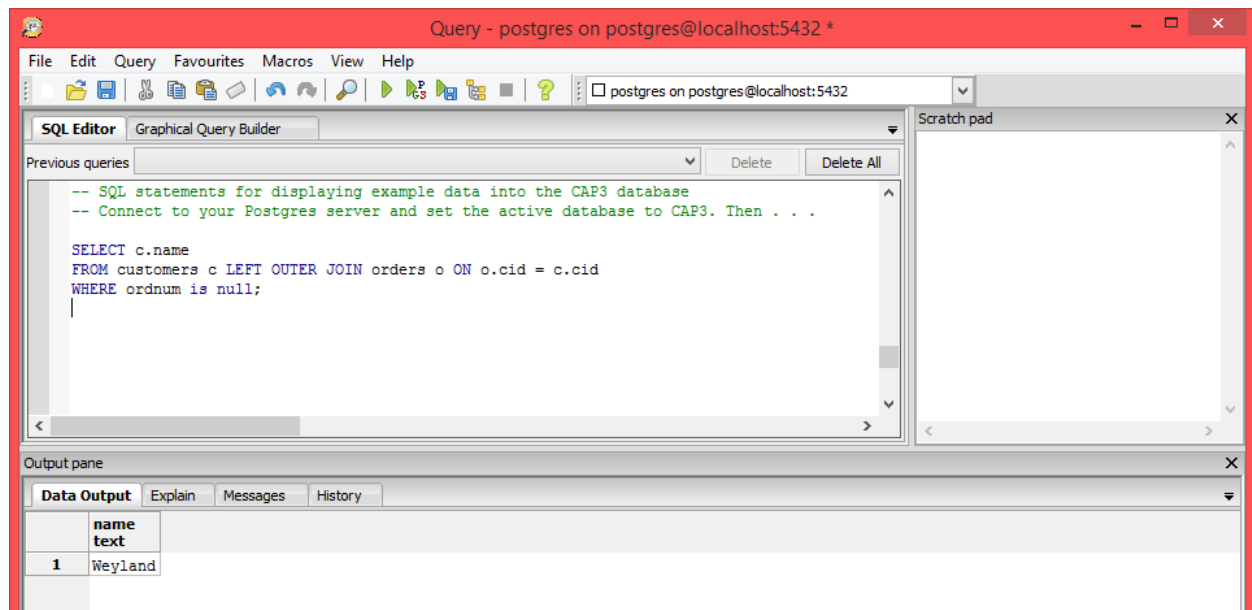 Query - postgres on postgres@localhost:5432 *
File Edit Query Favourites Macros View Help
postgres on postgres@localhost:5432
SQL Editor Graphical Query Builder
Scratch pad
Previous queries Delete Delete All
-- SQL statements for displaying example data into the CAP3 database
-- Connect to your Postgres server and set the active database to CAP3. Then . . .
SELECT c.name
FROM customers c LEFT OUTER JOIN orders o ON o.cid = c.cid
WHERE ordnum is null;
Output pane
Data Output Explain Messages History
name
text
1 Weyland